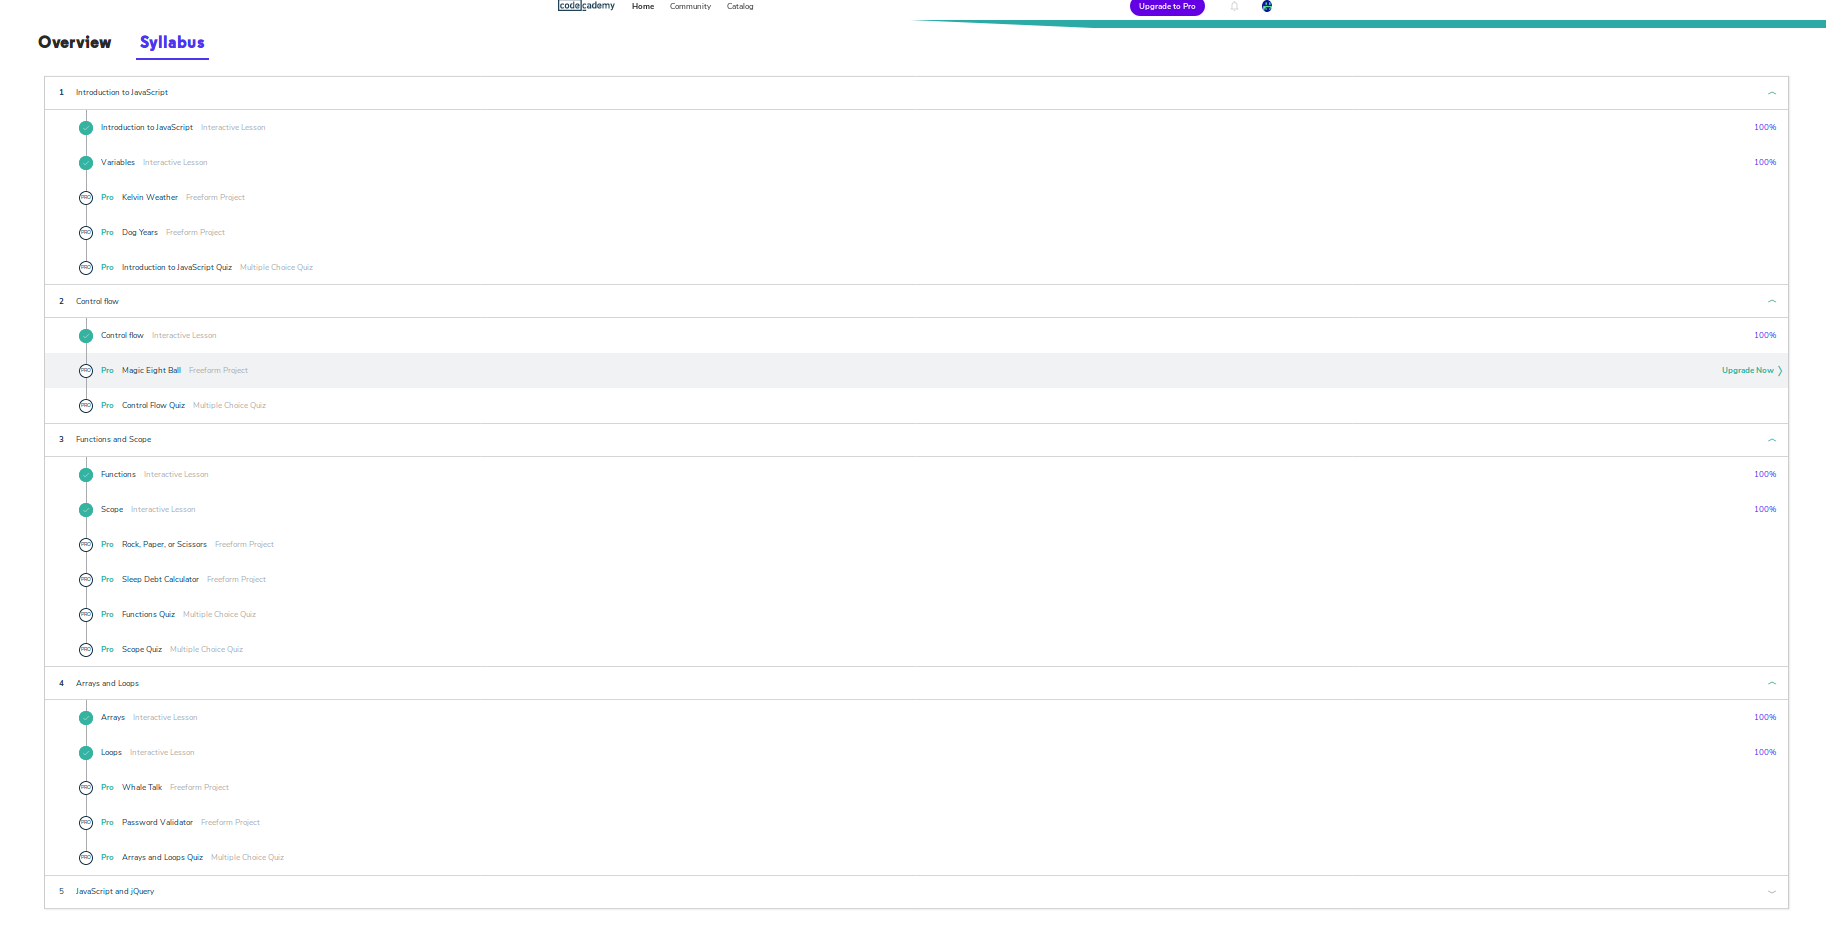 codecademy Home Community Catalog Upgrade to Pro
Overview Syllabus
1 Introduction to JavaScript
Introduction to JavaScript Interactive Lesson 100%
Variables Interactive Lesson 100%
PRO Pro Kelvin Weather Freeform Project
PRO Pro Dog Years Freeform Project
PRO Pro Introduction to JavaScript Quiz Multiple Choice Quiz
2 Control flow
Control flow Interactive Lesson 100%
PRO Pro Magic Eight Ball Freeform Project Upgrade Now
PRO Pro Control Flow Quiz Multiple Choice Quiz
3 Functions and Scope
Functions Interactive Lesson 100%
Scope Interactive Lesson 100%
PRO Pro Rock, Paper, or Scissors Freeform Project
PRO Pro Sleep Debt Calculator Freeform Project
PRO Pro Functions Quiz Multiple Choice Quiz
PRO Pro Scope Quiz Multiple Choice Quiz
4 Arrays and Loops
Arrays Interactive Lesson 100%
Loops Interactive Lesson 100%
PRO Pro Whale Talk Freeform Project
PRO Pro Password Validator Freeform Project
PRO Pro Arrays and Loops Quiz Multiple Choice Quiz
5 JavaScript and jQuery